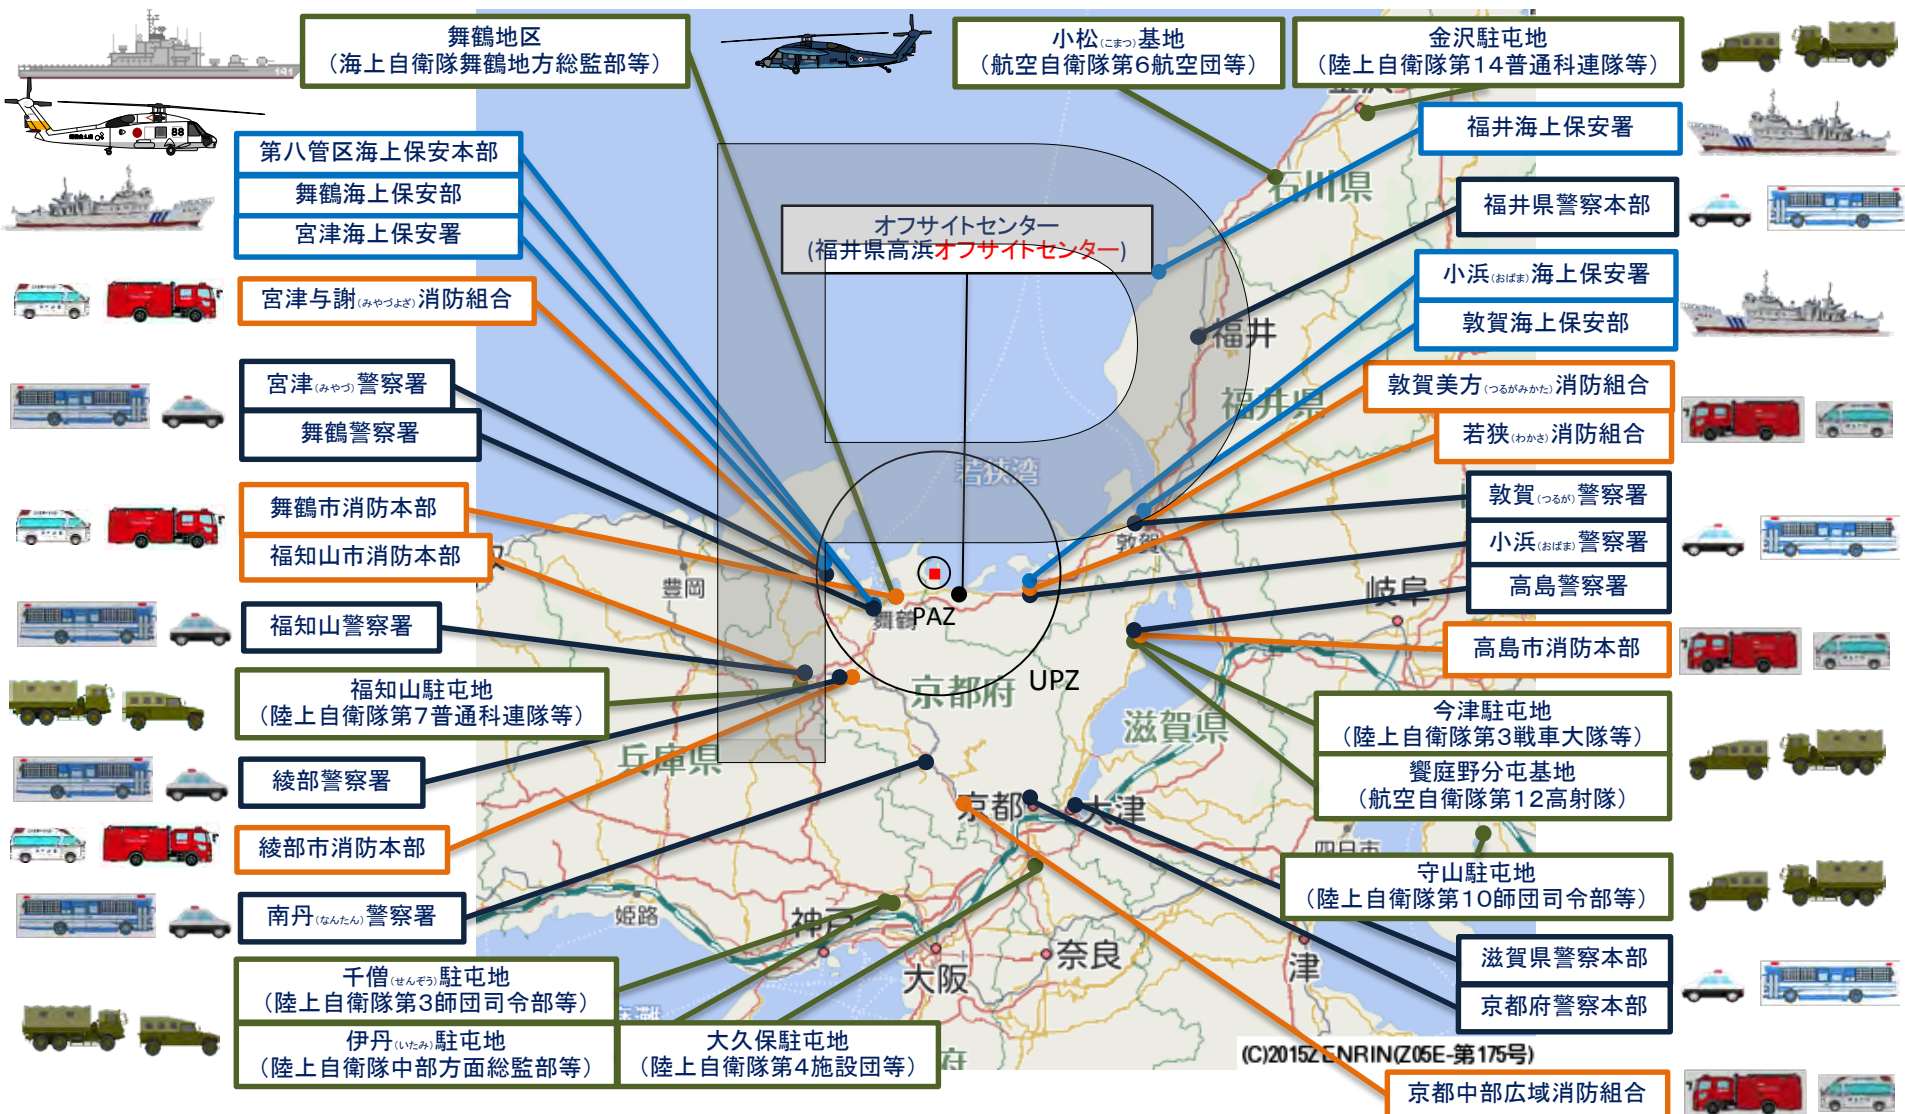 舞鶴地区
(海上自衛隊舞鶴地方総監部等)
小松(こまつ)基地
(航空自衛隊第6航空団等)
金沢駐屯地
(陸上自衛隊第14普通科連隊等)
141
88
第八管区海上保安本部
舞鶴海上保安部
宮津海上保安署
宮津与謝(みやづよざ)消防組合
宮津(みやづ)警察署
舞鶴警察署
舞鶴市消防本部
福知山市消防本部
福知山警察署
福知山駐屯地
(陸上自衛隊第7普通科連隊等)
綾部警察署
綾部市消防本部
南丹(なんたん)警察署
千僧(せんぞう)駐屯地
(陸上自衛隊第3師団司令部等)
伊丹(いたみ)駐屯地
(陸上自衛隊中部方面総監部等)
大久保駐屯地
(陸上自衛隊第4施設団等)
オフサイトセンター
(福井県高浜オフサイトセンター)
福井海上保安署
福井県警察本部
小浜(おばま)海上保安署
敦賀海上保安部
敦賀美方(つるがみかた)消防組合
若狭(わかさ)消防組合
敦賀(つるが)警察署
小浜(おばま)警察署
高島警察署
高島市消防本部
今津駐屯地
(陸上自衛隊第3戦車大隊等)
饗庭野分屯基地
(航空自衛隊第12高射隊)
守山駐屯地
(陸上自衛隊第10師団司令部等)
滋賀県警察本部
京都府警察本部
京都中部広域消防組合
石川県
福井
福井県
若狭湾
敦賀
豊岡
舞鶴
PAZ
UPZ
岐阜
京都府
滋賀県
兵庫県
京都
大津
四日市
姫路
神戸
大阪
奈良
津
(C)2015ZENRIN(Z05E-第175号)